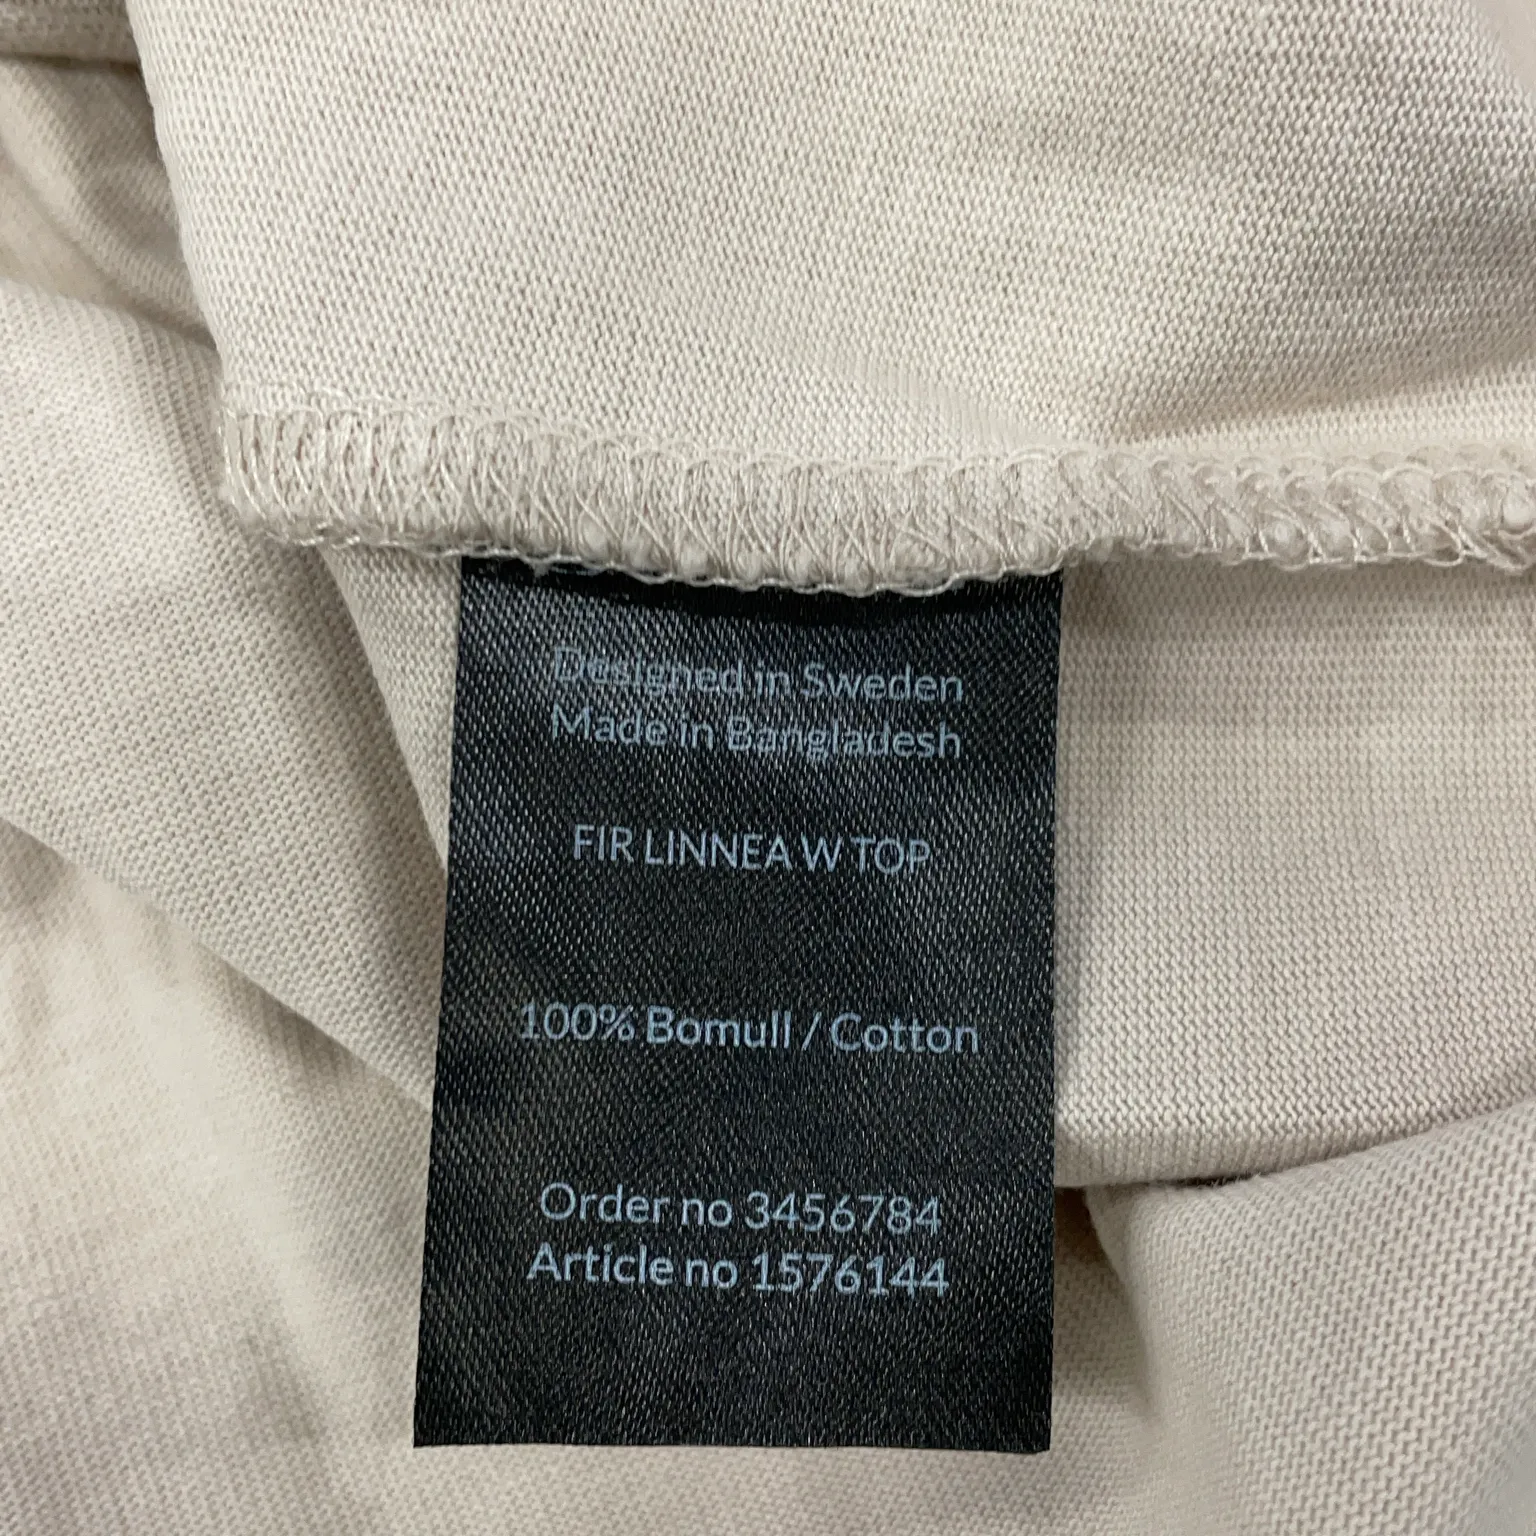 Designed in Sweden
Made in Bangladesh
FIR LINNEA W TOP
100% Bomull / Cotton
Order no 3456784
Article no 1576144